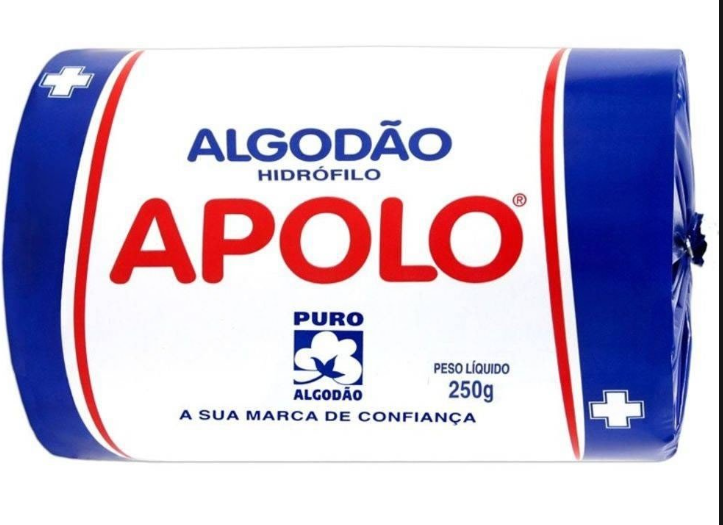 ALGODÃO
HIDRÓFILO
APOLO®
PURO
ALGODÃO
PESO LÍQUIDO
250g
A SUA MARCA DE CONFIANÇA